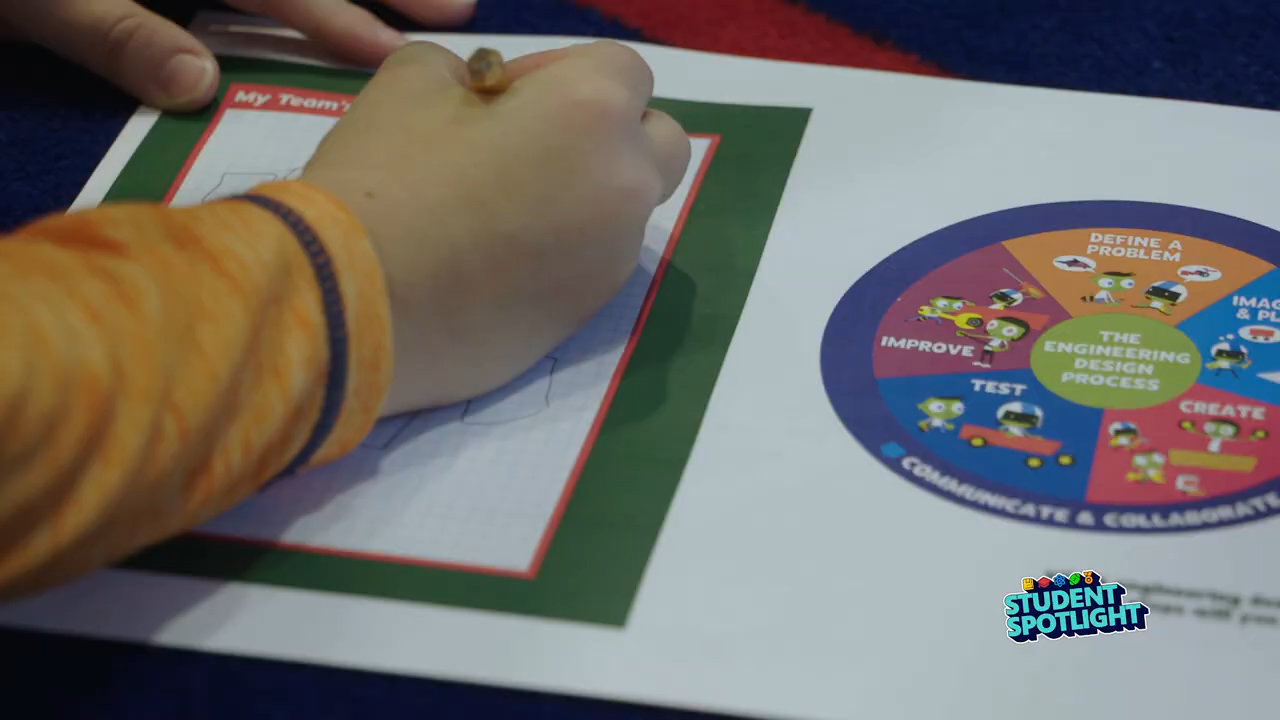 My Team's
DEFINE A
PROBLEM
IMPROVE
THE
ENGINEERING
DESIGN
PROCESS
TEST
CREATE
COMMUNICATE & COLLABORATE
STUDENT
SPOTLIGHT